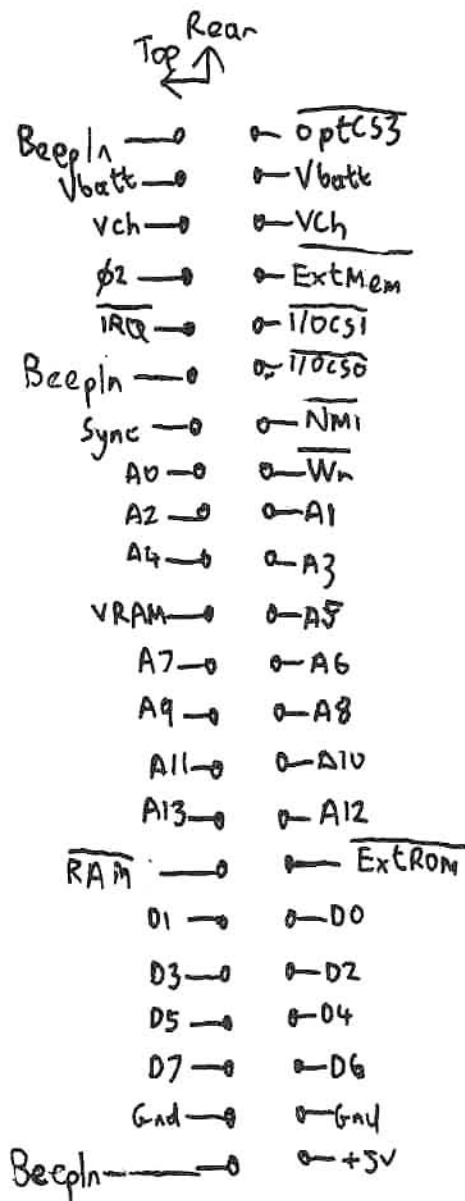 Rear
Top
BeepIn optCS3
Vbatt Vbatt
Vch VCh
ϕ2 ExtMem
IRQ I/OCS1
BeepIn I/OCS0
Sync NMI
A0 Wr
A2 A1
A4 A3
VRAM A5
A7 A6
A9 A8
A11 A10
A13 A12
RAM ExtROM
D1 D0
D3 D2
D5 D4
D7 D6
Gnd Gnd
BeepIn +5V